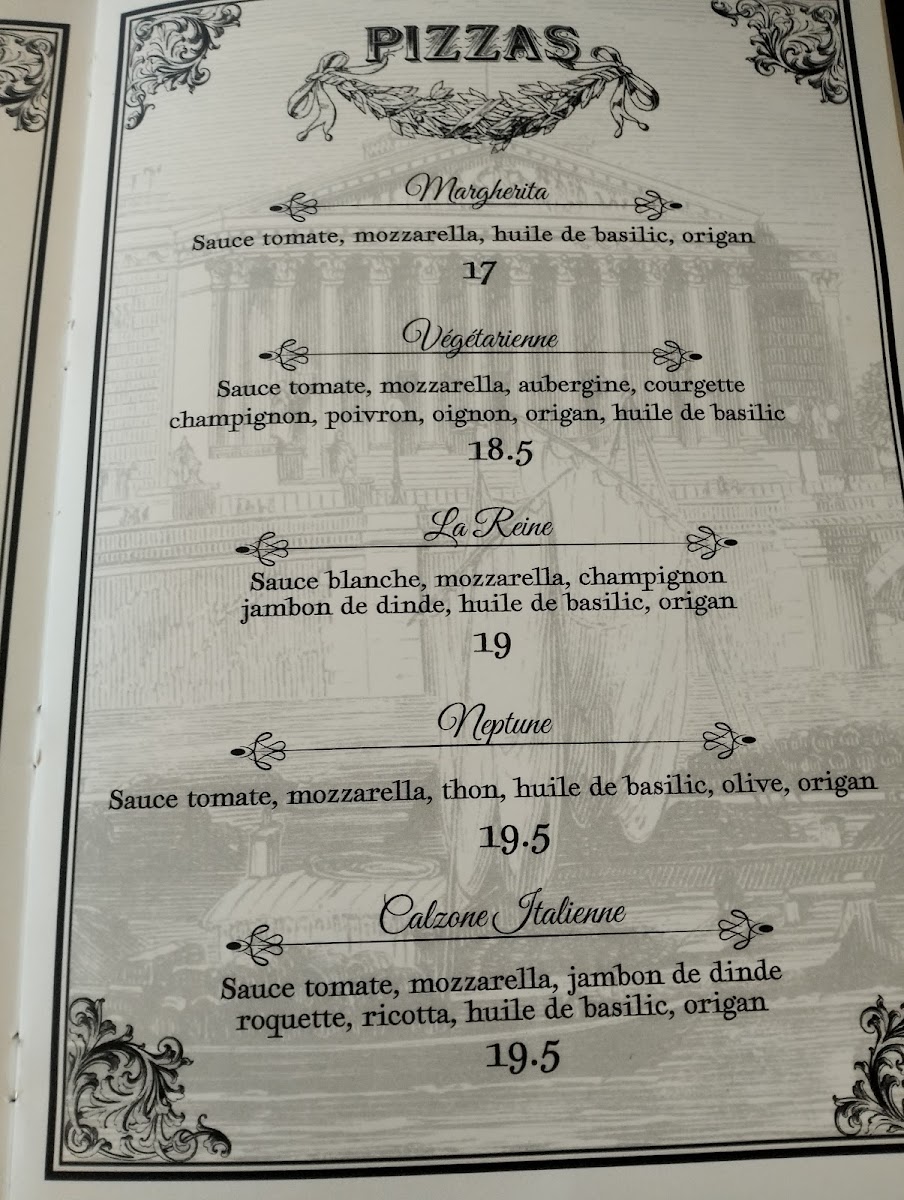 PIZZAS
Margherita
Sauce tomate, mozzarella, huile de basilic, origan
17
Végétarienne
Sauce tomate, mozzarella, aubergine, courgette
champignon, poivron, oignon, origan, huile de basilic
18.5
La Reine
Sauce blanche, mozzarella, champignon
jambon de dinde, huile de basilic, origan
19
Neptune
Sauce tomate, mozzarella, thon, huile de basilic, olive, origan
19.5
Calzone Italienne
Sauce tomate, mozzarella, jambon de dinde
roquette, ricotta, huile de basilic, origan
19.5